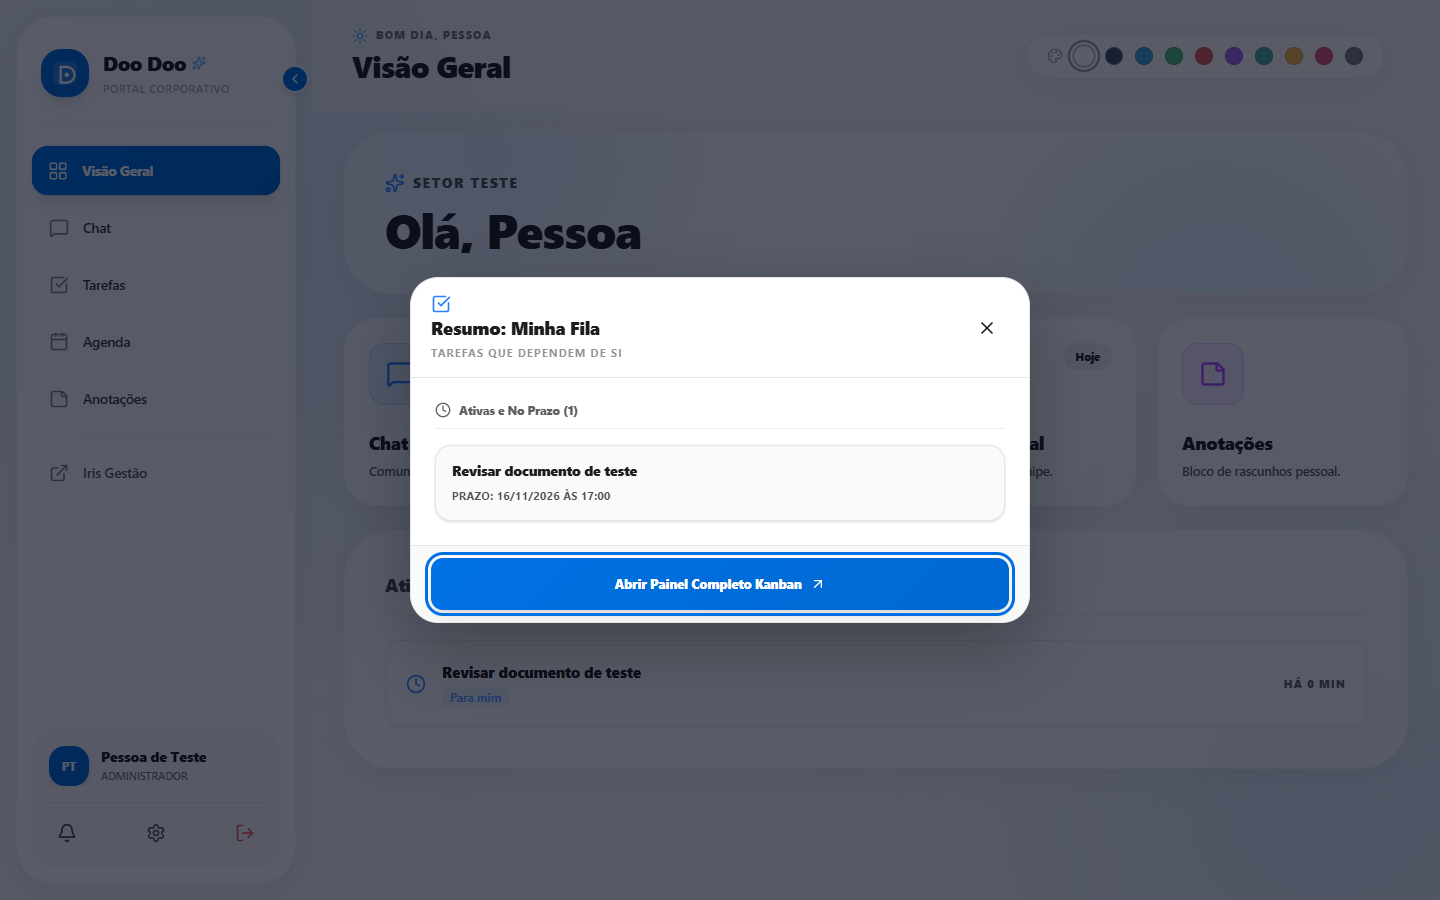 Doo Doo
PORTAL CORPORATIVO
Visão Geral
Chat
Tarefas
Agenda
Anotações
Iris Gestão
PT
Pessoa de Teste
ADMINISTRADOR
BOM DIA, PESSOA
Visão Geral
SETOR TESTE
Olá, Pessoa
Resumo: Minha Fila
TAREFAS QUE DEPENDEM DE SI
Ativas e No Prazo (1)
Revisar documento de teste
PRAZO: 16/11/2026 ÀS 17:00
Abrir Painel Completo Kanban
Chat
Hoje
Anotações
Bloco de rascunhos pessoal.
Revisar documento de teste
Para mim
HÁ 0 MIN